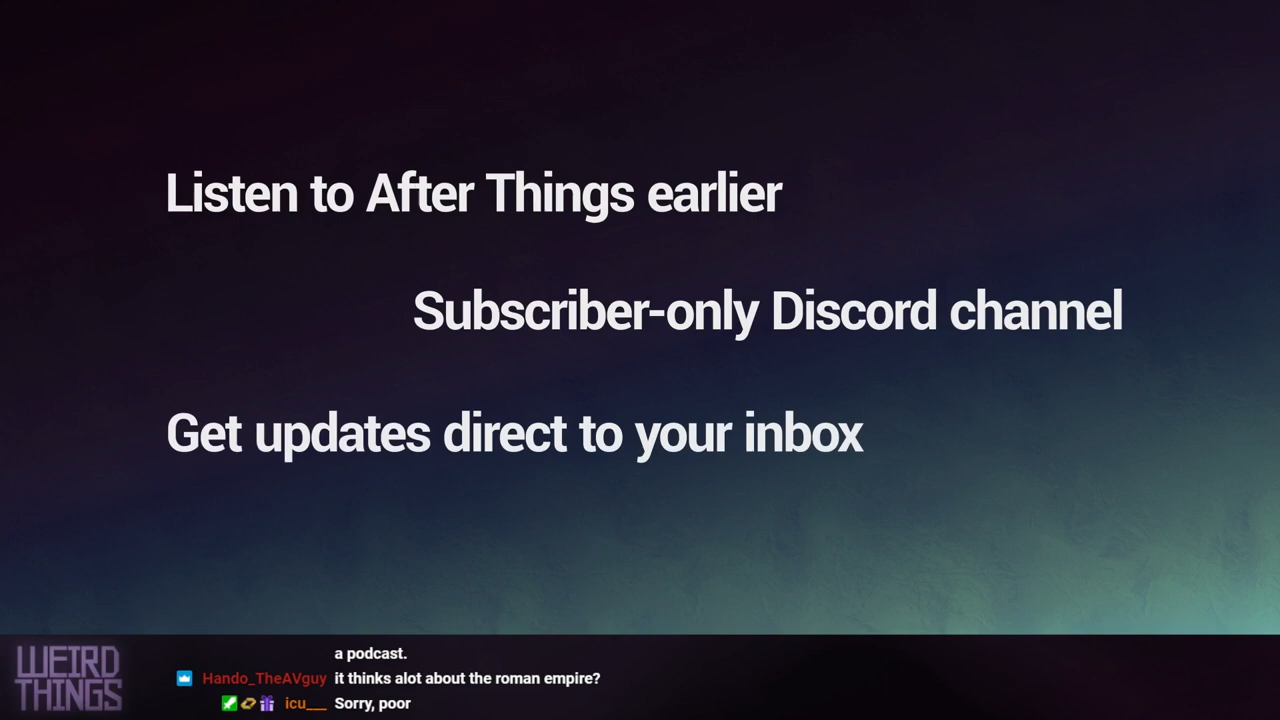 Listen to After Things earlier
Subscriber-only Discord channel
Get updates direct to your inbox
WEIRD
THINGS
a podcast.
Hando_TheAVguy it thinks alot about the roman empire?
icu___ Sorry, poor